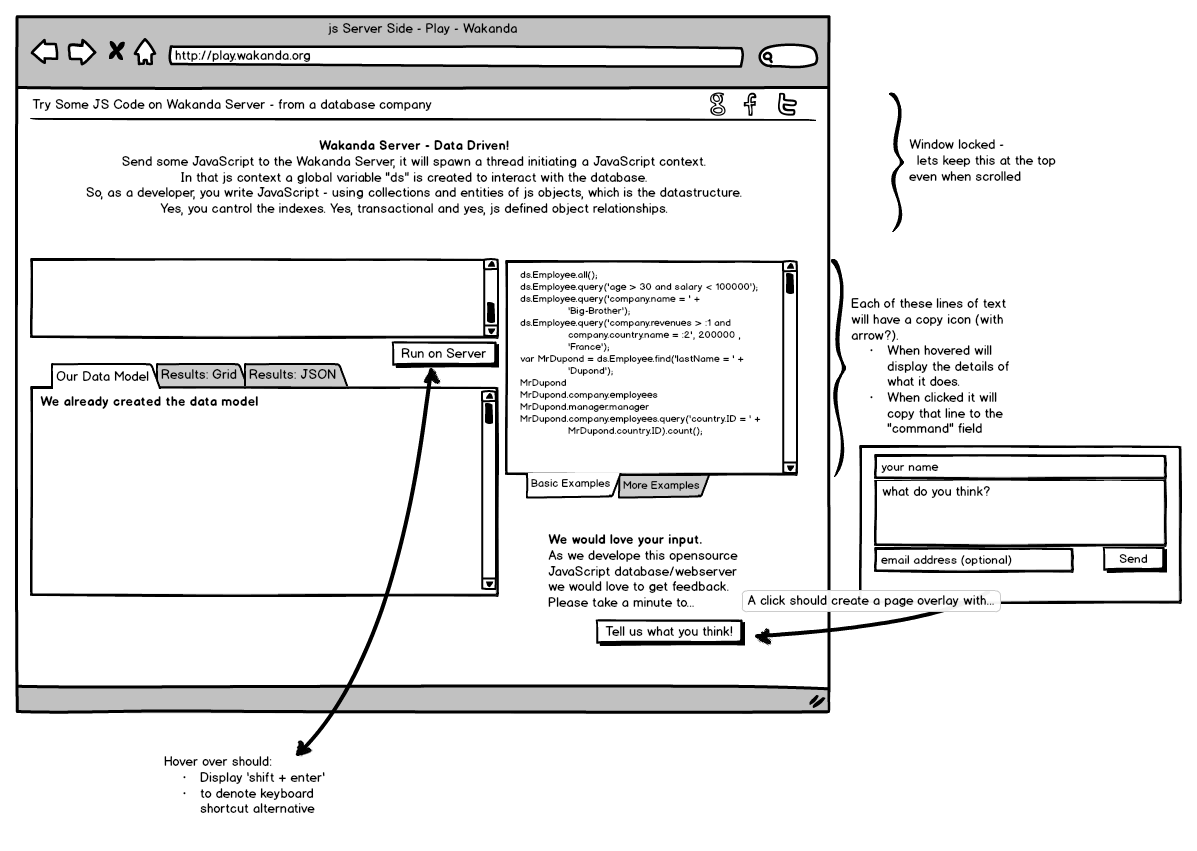 js Server Side - Play - Wakanda
http://play.wakanda.org
Try Some JS Code on Wakanda Server - from a database company
Wakanda Server - Data Driven!
Send some JavaScript to the Wakanda Server, it will spawn a thread initiating a JavaScript context.
In that js context a global variable "ds" is created to interact with the database.
So, as a developer, you write JavaScript - using collections and entities of js objects, which is the datastructure.
Yes, you cantrol the indexes. Yes, transactional and yes, js defined object relationships.
Window locked -
lets keep this at the top
even when scrolled
ds.Employee.all();
ds.Employee.query('age > 30 and salary < 100000');
ds.Employee.query('company.name = ' +
'Big-Brother');
ds.Employee.query('company.revenues > :1 and
company.country.name = :2', 200000 ,
'France');
var MrDupond = ds.Employee.find('lastName = ' +
'Dupond');
MrDupond
MrDupond.company.employees
MrDupond.manager.manager
MrDupond.company.employees.query('country.ID = ' +
MrDupond.country.ID).count();
Basic Examples
More Examples
Each of these lines of text
will have a copy icon (with
arrow?).
· When hovered will
display the details of
what it does.
· When clicked it will
copy that line to the
"command" field
Run on Server
Our Data Model
Results: Grid
Results: JSON
We already created the data model
your name
what do you think?
email address (optional)
Send
We would love your input.
As we develope this opensource
JavaScript database/webserver
we would love to get feedback.
Please take a minute to...
A click should create a page overlay with...
Tell us what you think!
Hover over should:
· Display 'shift + enter'
· to denote keyboard
shortcut alternative